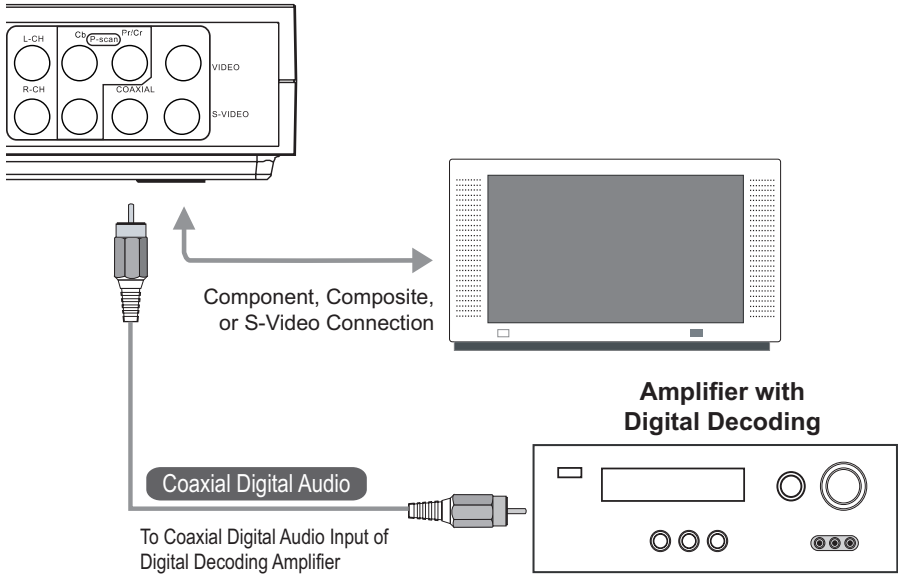 L-CH
Cb
P-scan
Pr/Cr
VIDEO
R-CH
COAXIAL
S-VIDEO
Component, Composite,
or S-Video Connection
Amplifier with
Digital Decoding
Coaxial Digital Audio
To Coaxial Digital Audio Input of
Digital Decoding Amplifier